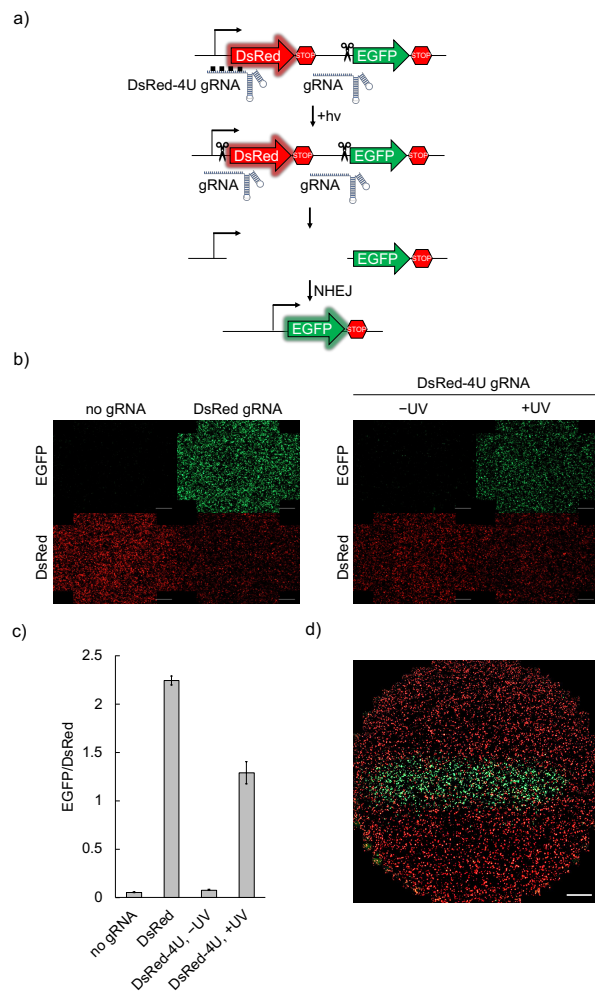 a)
DsRed STOP EGFP STOP
DsRed-4U gRNA gRNA
+hν
DsRed STOP EGFP STOP
gRNA gRNA
EGFP STOP
NHEJ
EGFP STOP
b)
DsRed-4U gRNA
no gRNA DsRed gRNA −UV +UV
EGFP EGFP
DsRed DsRed
c) d)
2.5
2
1.5
1
0.5
0
EGFP/DsRed
no gRNA
DsRed
DsRed-4U, −UV
DsRed-4U, +UV